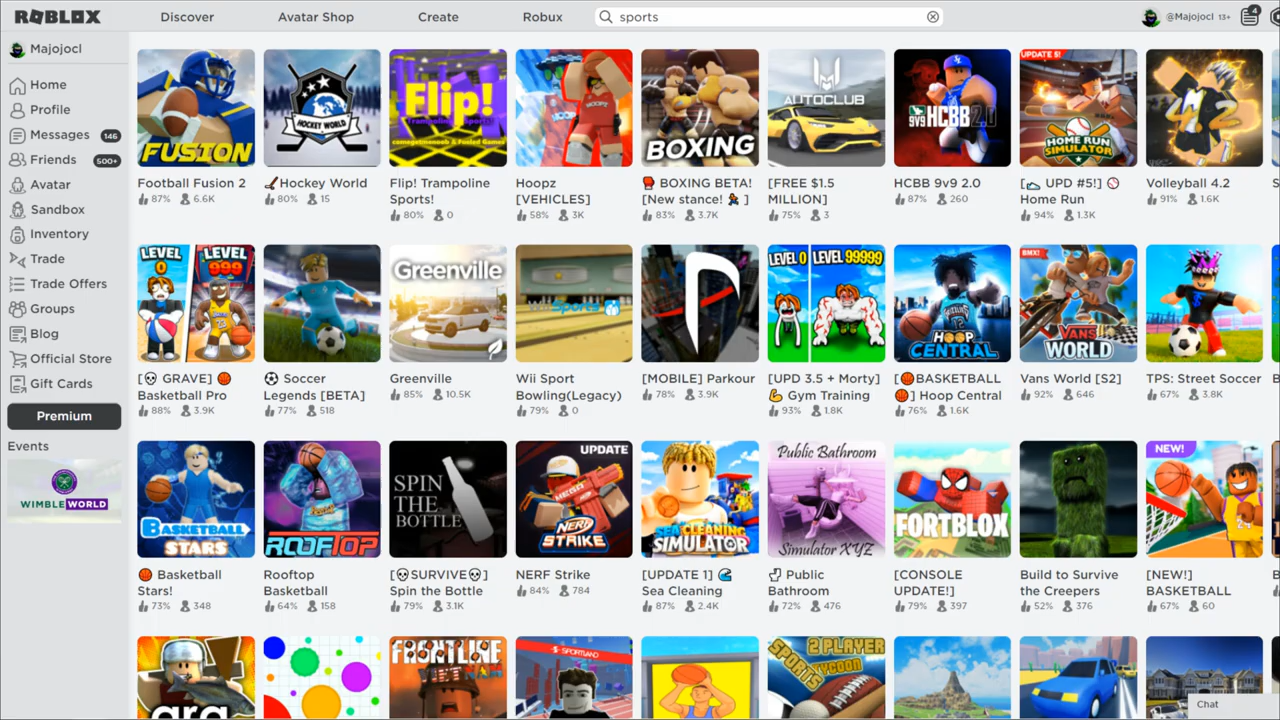 ROBLOX
Discover
Avatar Shop
Create
Robux
sports
@Majojocl 13+
4
Majojocl
Home
Profile
Messages 146
Friends 500+
Avatar
Sandbox
Inventory
Trade
Trade Offers
Groups
Blog
Official Store
Gift Cards
Premium
Events
WIMBLEWORLD
FUSION
Football Fusion 2
87% 6.6K
HOCKEY WORLD
Hockey World
80% 15
Flip!
Trampoline Sports!
Flip! Trampoline
Sports!
80% 0
HOOPZ
Hoopz
[VEHICLES]
58% 3K
BOXING
🥊 BOXING BETA!
[New stance! ]
83% 3.7K
AUTOCLUB
[FREE $1.5
MILLION]
75% 3
9V9 HCBB 2.0
HCBB 9v9 2.0
87% 260
UPDATE 5!
HOME RUN
SIMULATOR
[👟 UPD #5!] ⚾
Home Run
94% 1.3K
4.2
Volleyball 4.2
91% 1.6K
LEVEL 0
LEVEL 999
[💀 GRAVE] 🏀
Basketball Pro
88% 3.9K
⚽ Soccer
Legends [BETA]
77% 518
Greenville
Greenville
85% 10.5K
Wii Sports
Wii Sport
Bowling(Legacy)
79% 0
[MOBILE] Parkour
78% 3.9K
LEVEL 0 LEVEL 99999
[UPD 3.5 + Morty]
💪 Gym Training
93% 1.8K
HOOP
CENTRAL
[🏀BASKETBALL
🏀] Hoop Central
76% 1.6K
BMX!
VANS
WORLD
Vans World [S2]
92% 646
TPS: Street Soccer
67% 3.8K
BASKETBALL
STARS
🏀 Basketball
Stars!
73% 348
ROOFTOP
Rooftop
Basketball
64% 158
SPIN
THE
BOTTLE
[💀SURVIVE💀]
Spin the Bottle
79% 3.1K
UPDATE
NERF
STRIKE
NERF Strike
84% 784
SEA CLEANING
SIMULATOR
[UPDATE 1] 🌊
Sea Cleaning
87% 2.4K
Public Bathroom
Simulator XYZ
🚽 Public
Bathroom
72% 476
FORTBLOX
[CONSOLE
UPDATE!]
79% 397
Build to Survive
the Creepers
52% 376
NEW!
24
[NEW!]
BASKETBALL
67% 60
FRONTLINE
SPORTLAND
2 PLAYER
SPORTS
TYCOON
Chat